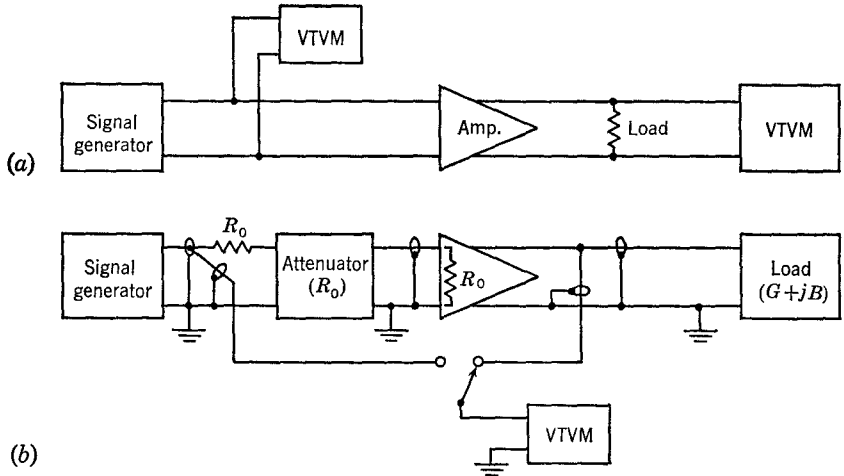 VTVM
Signal
generator
Amp.
Load
VTVM
(a)
R₀
Signal
generator
Attenuator
(R₀)
R₀
Load
(G+jB)
VTVM
(b)